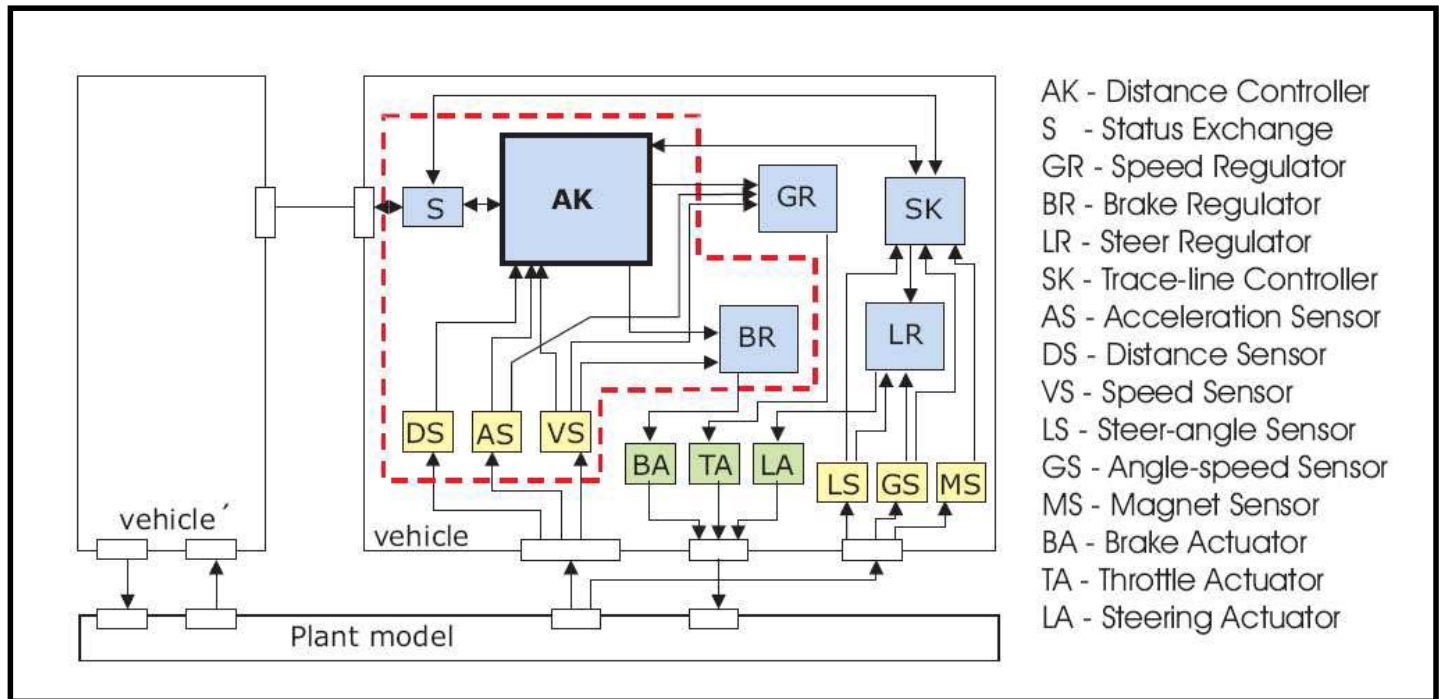 AK
S
GR
SK
BR
LR
DS
AS
VS
BA
TA
LA
LS
GS
MS
vehicle´
vehicle
Plant model
AK - Distance Controller
S - Status Exchange
GR - Speed Regulator
BR - Brake Regulator
LR - Steer Regulator
SK - Trace-line Controller
AS - Acceleration Sensor
DS - Distance Sensor
VS - Speed Sensor
LS - Steer-angle Sensor
GS - Angle-speed Sensor
MS - Magnet Sensor
BA - Brake Actuator
TA - Throttle Actuator
LA - Steering Actuator